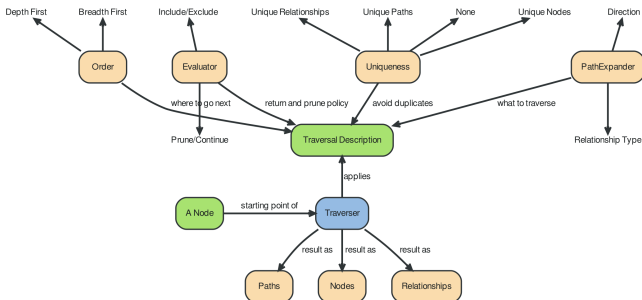 Depth First
Breadth First
Include/Exclude
Unique Relationships
Unique Paths
None
Unique Nodes
Direction
Order
Evaluator
Uniqueness
PathExpander
where to go next
return and prune policy
avoid duplicates
what to traverse
Prune/Continue
Traversal Description
Relationship Type
applies
A Node
starting point of
Traverser
result as
result as
result as
Paths
Nodes
Relationships